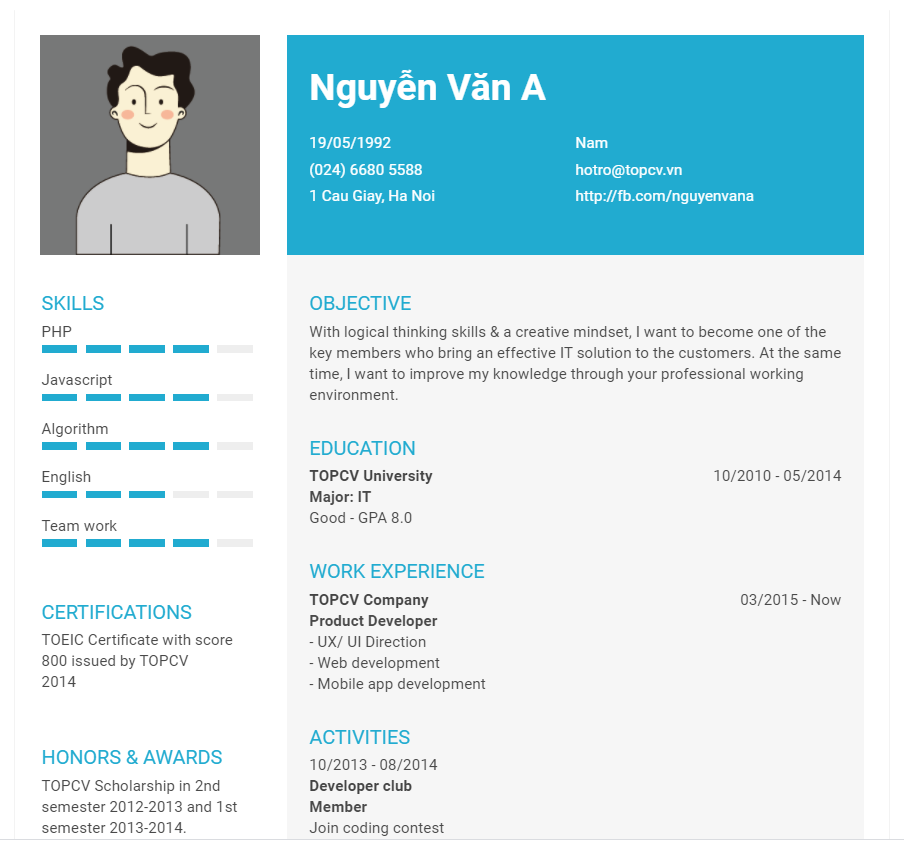 Nguyễn Văn A
19/05/1992
Nam
(024) 6680 5588
hotro@topcv.vn
1 Cau Giay, Ha Noi
http://fb.com/nguyenvana
SKILLS
PHP
Javascript
Algorithm
English
Team work
CERTIFICATIONS
TOEIC Certificate with score
800 issued by TOPCV
2014
HONORS & AWARDS
TOPCV Scholarship in 2nd
semester 2012-2013 and 1st
semester 2013-2014.
OBJECTIVE
With logical thinking skills & a creative mindset, I want to become one of the
key members who bring an effective IT solution to the customers. At the same
time, I want to improve my knowledge through your professional working
environment.
EDUCATION
TOPCV University 10/2010 - 05/2014
Major: IT
Good - GPA 8.0
WORK EXPERIENCE
TOPCV Company 03/2015 - Now
Product Developer
- UX/ UI Direction
- Web development
- Mobile app development
ACTIVITIES
10/2013 - 08/2014
Developer club
Member
Join coding contest